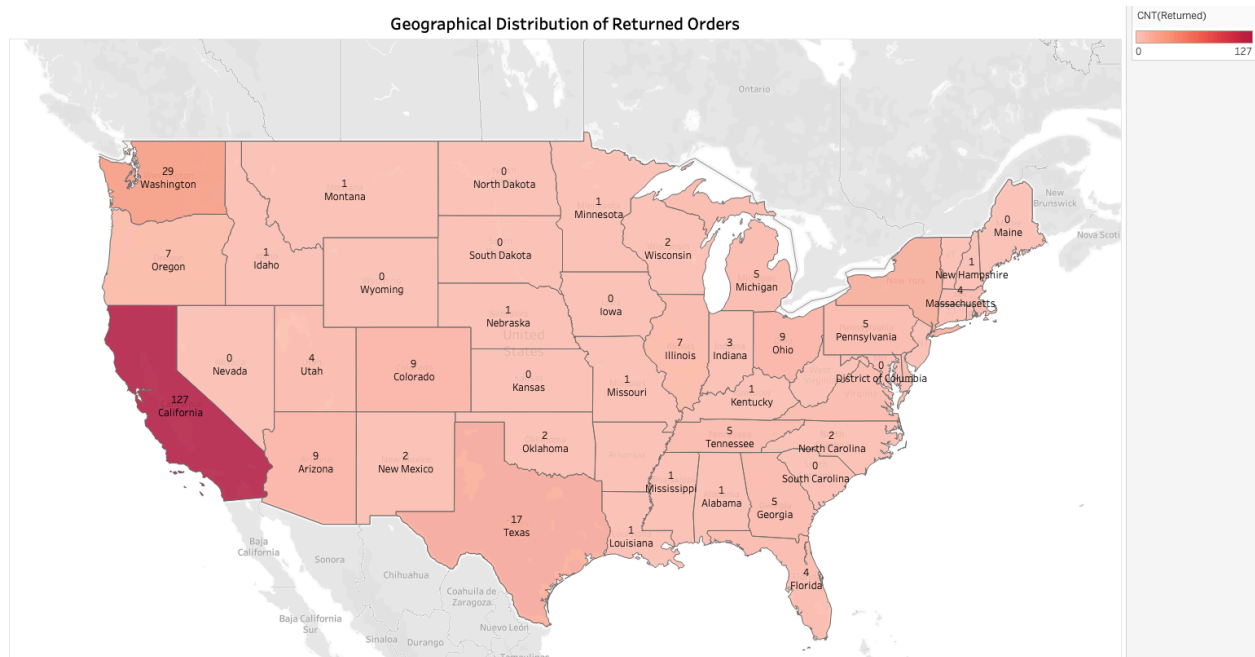 Geographical Distribution of Returned Orders
CNT(Returned)
0
127
Ontario
New
Brunswick
Nova Scoti
29
Washington
1
Montana
0
North Dakota
1
Minnesota
0
Maine
7
Oregon
1
Idaho
0
South Dakota
2
Wisconsin
5
Michigan
1
New Hampshire
0
Wyoming
New York
4
Massachusetts
1
Nebraska
0
Iowa
United
States
7
Illinois
3
Indiana
9
Ohio
5
Pennsylvania
0
Nevada
4
Utah
9
Colorado
0
Kansas
1
Missouri
1
Kentucky
0
District of Columbia
127
California
9
Arizona
2
New Mexico
2
Oklahoma
Arkansas
5
Tennessee
2
North Carolina
0
South Carolina
1
Mississippi
1
Alabama
5
Georgia
17
Texas
1
Louisiana
4
Florida
Baja
California
Sonora
Chihuahua
Coahuila de
Zaragoza
Baja California
Sur
Nuevo León
Sinaloa
Durango
Tamaulipas